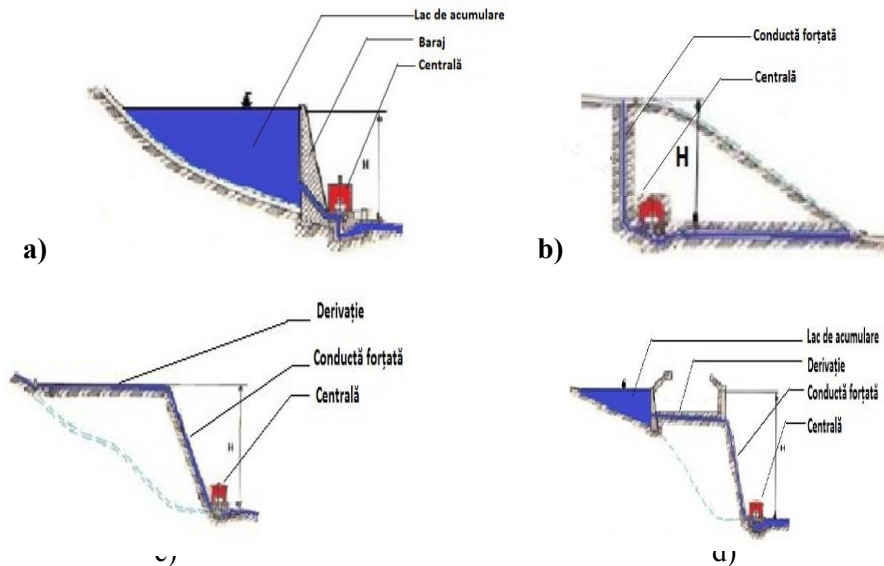 Lac de acumulare
Baraj
Centrală
H
a)
Conductă forțată
Centrală
H
b)
Derivație
Conductă forțată
Centrală
H
c)
Lac de acumulare
Derivație
Conductă forțată
Centrală
H
d)